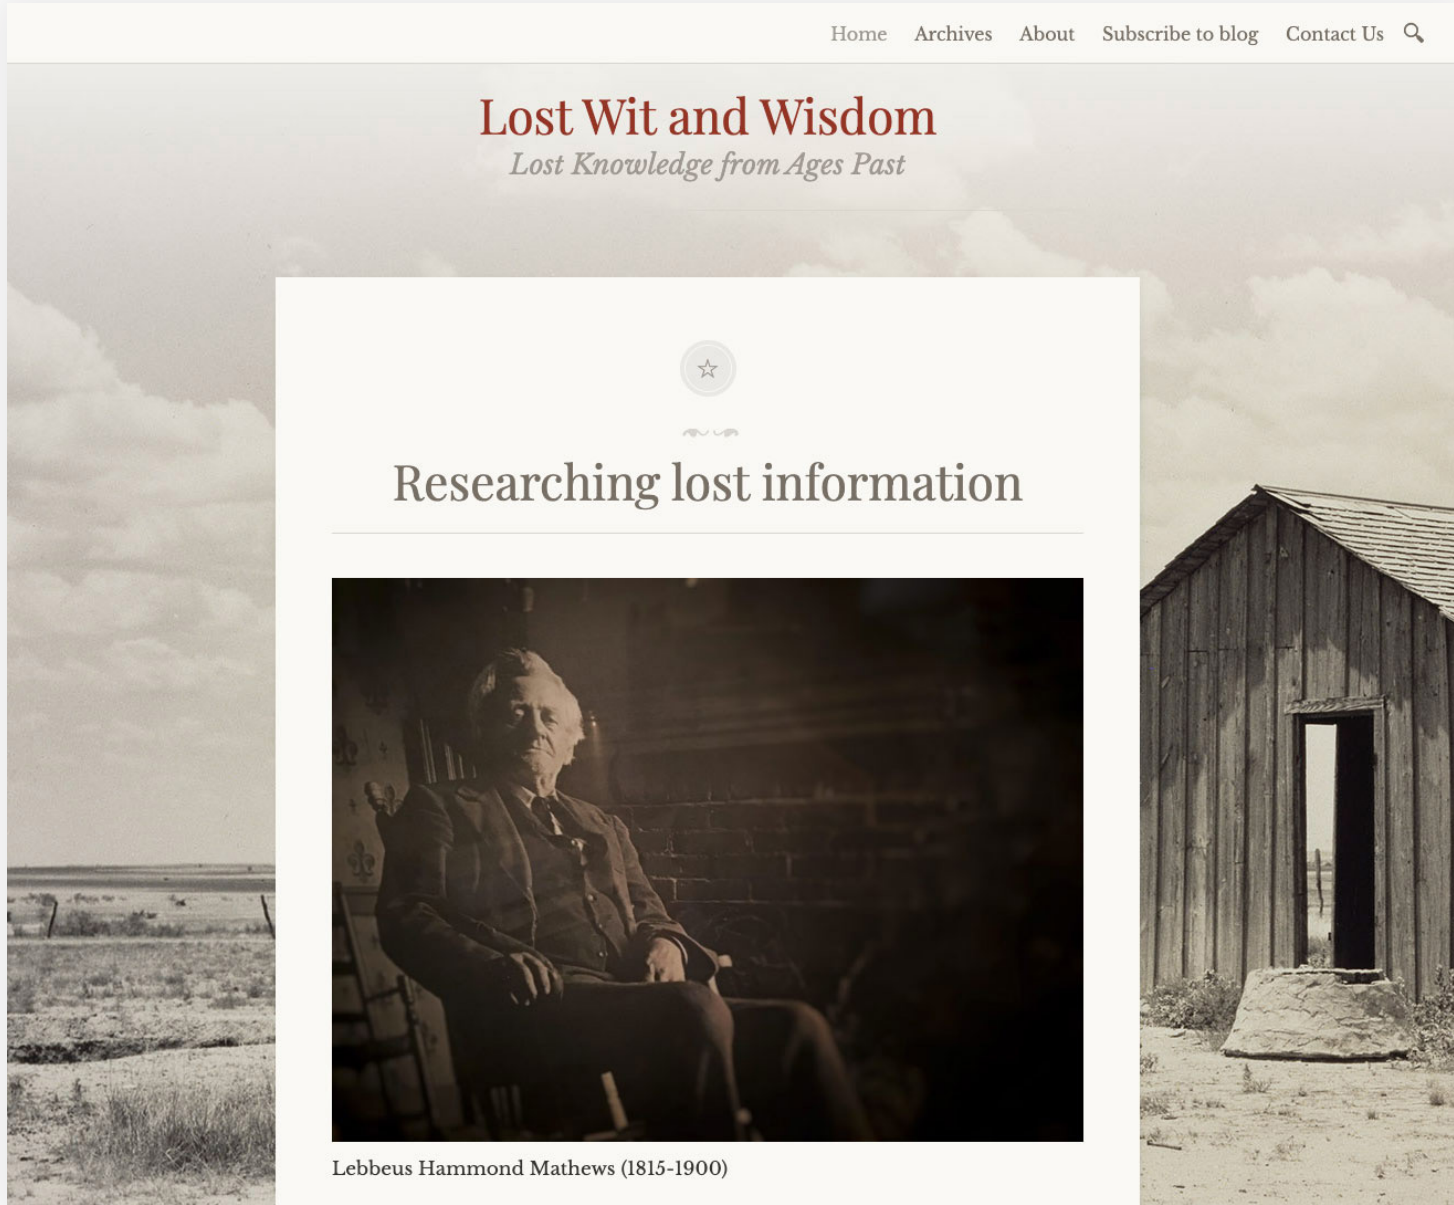 Home Archives About Subscribe to blog Contact Us
Lost Wit and Wisdom
Lost Knowledge from Ages Past
Researching lost information
Lebbeus Hammond Mathews (1815-1900)